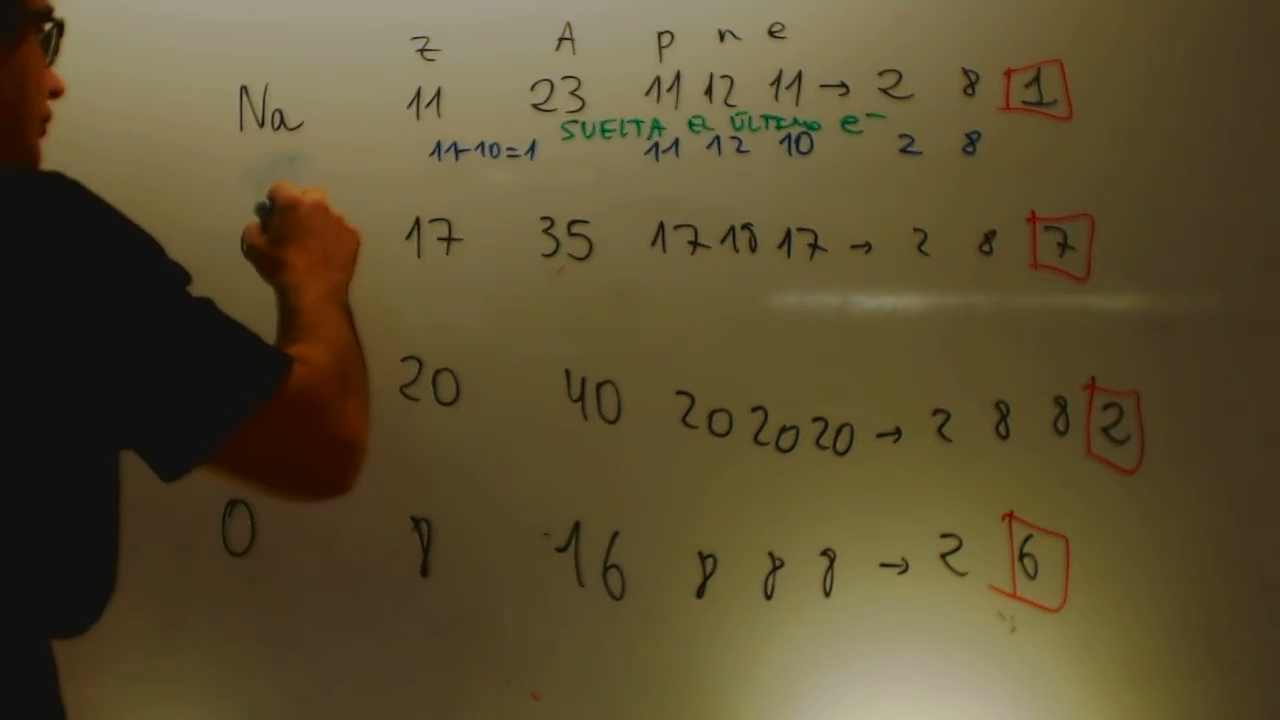 z A p n e
Na 11 23 11 12 11 → 2 8 1
SUELTA EL ÚLTIMO e⁻
11-10=1 11 12 10 2 8
17 35 17 18 17 → 2 8 7
20 40 20 20 20 → 2 8 8 2
O 8 16 8 8 8 → 2 6